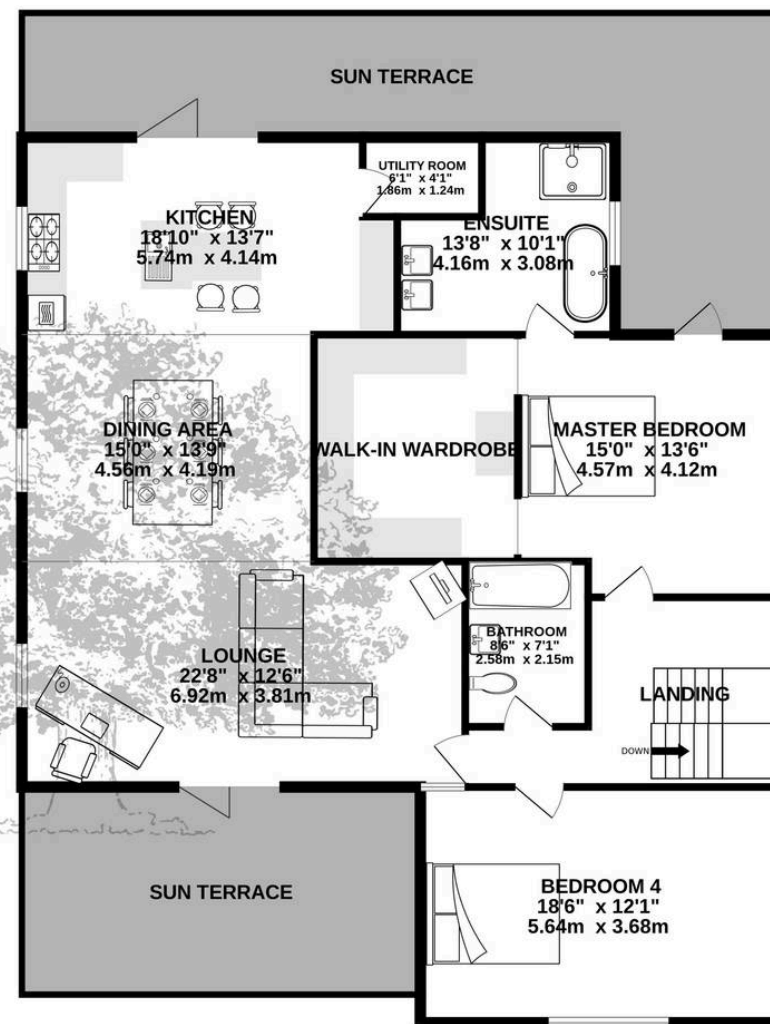 SUN TERRACE
UTILITY ROOM
6'1" x 4'1"
1.86m x 1.24m
KITCHEN
18'10" x 13'7"
5.74m x 4.14m
ENSUITE
13'8" x 10'1"
4.16m x 3.08m
DINING AREA
15'0" x 13'9"
4.56m x 4.19m
WALK-IN WARDROBE
MASTER BEDROOM
15'0" x 13'6"
4.57m x 4.12m
LOUNGE
22'8" x 12'6"
6.92m x 3.81m
BATHROOM
8'6" x 7'1"
2.58m x 2.15m
LANDING
DOWN
SUN TERRACE
BEDROOM 4
18'6" x 12'1"
5.64m x 3.68m